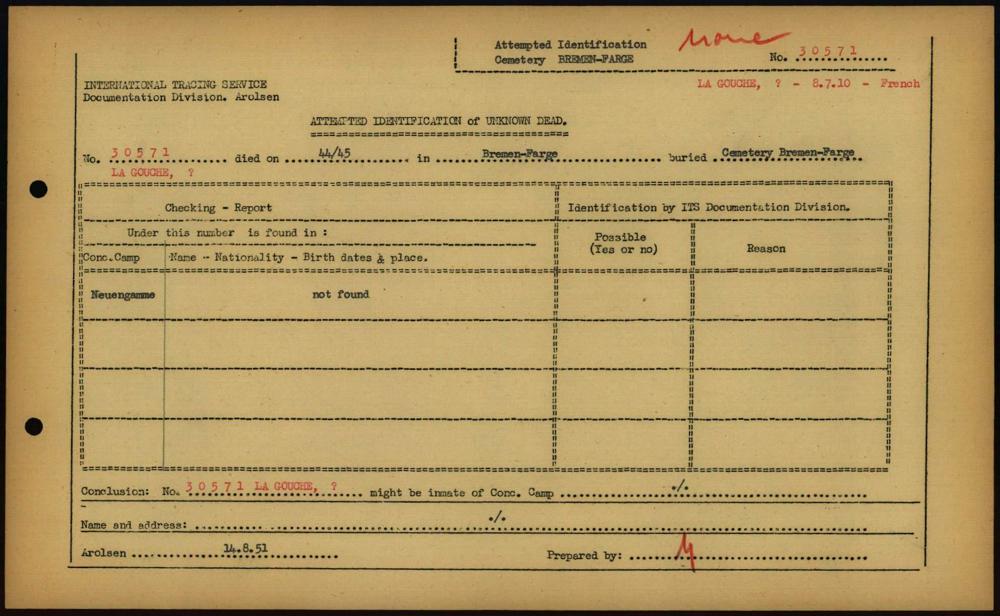 Attempted Identification
Cemetery BREMEN-FARGE
None
No. 30571
INTERNATIONAL TRACING SERVICE
Documentation Division. Arolsen
LA GOUCHE, ? - 8.7.10 - French
ATTEMPTED IDENTIFICATION of UNKNOWN DEAD.
No. 30571 died on 44/45 in Bremen-Farge buried Cemetery Bremen-Farge
LA GOUCHE, ?
Checking - Report
Identification by ITS Documentation Division.
Under this number is found in :
Possible
(Yes or no)
Reason
Conc.Camp
Name - Nationality - Birth dates & place.
Neuengamme
not found
Conclusion: No. 30571 LA GOUCHE, ? might be inmate of Conc. Camp ./.
Name and address: ./.
Arolsen 14.8.51
Prepared by: